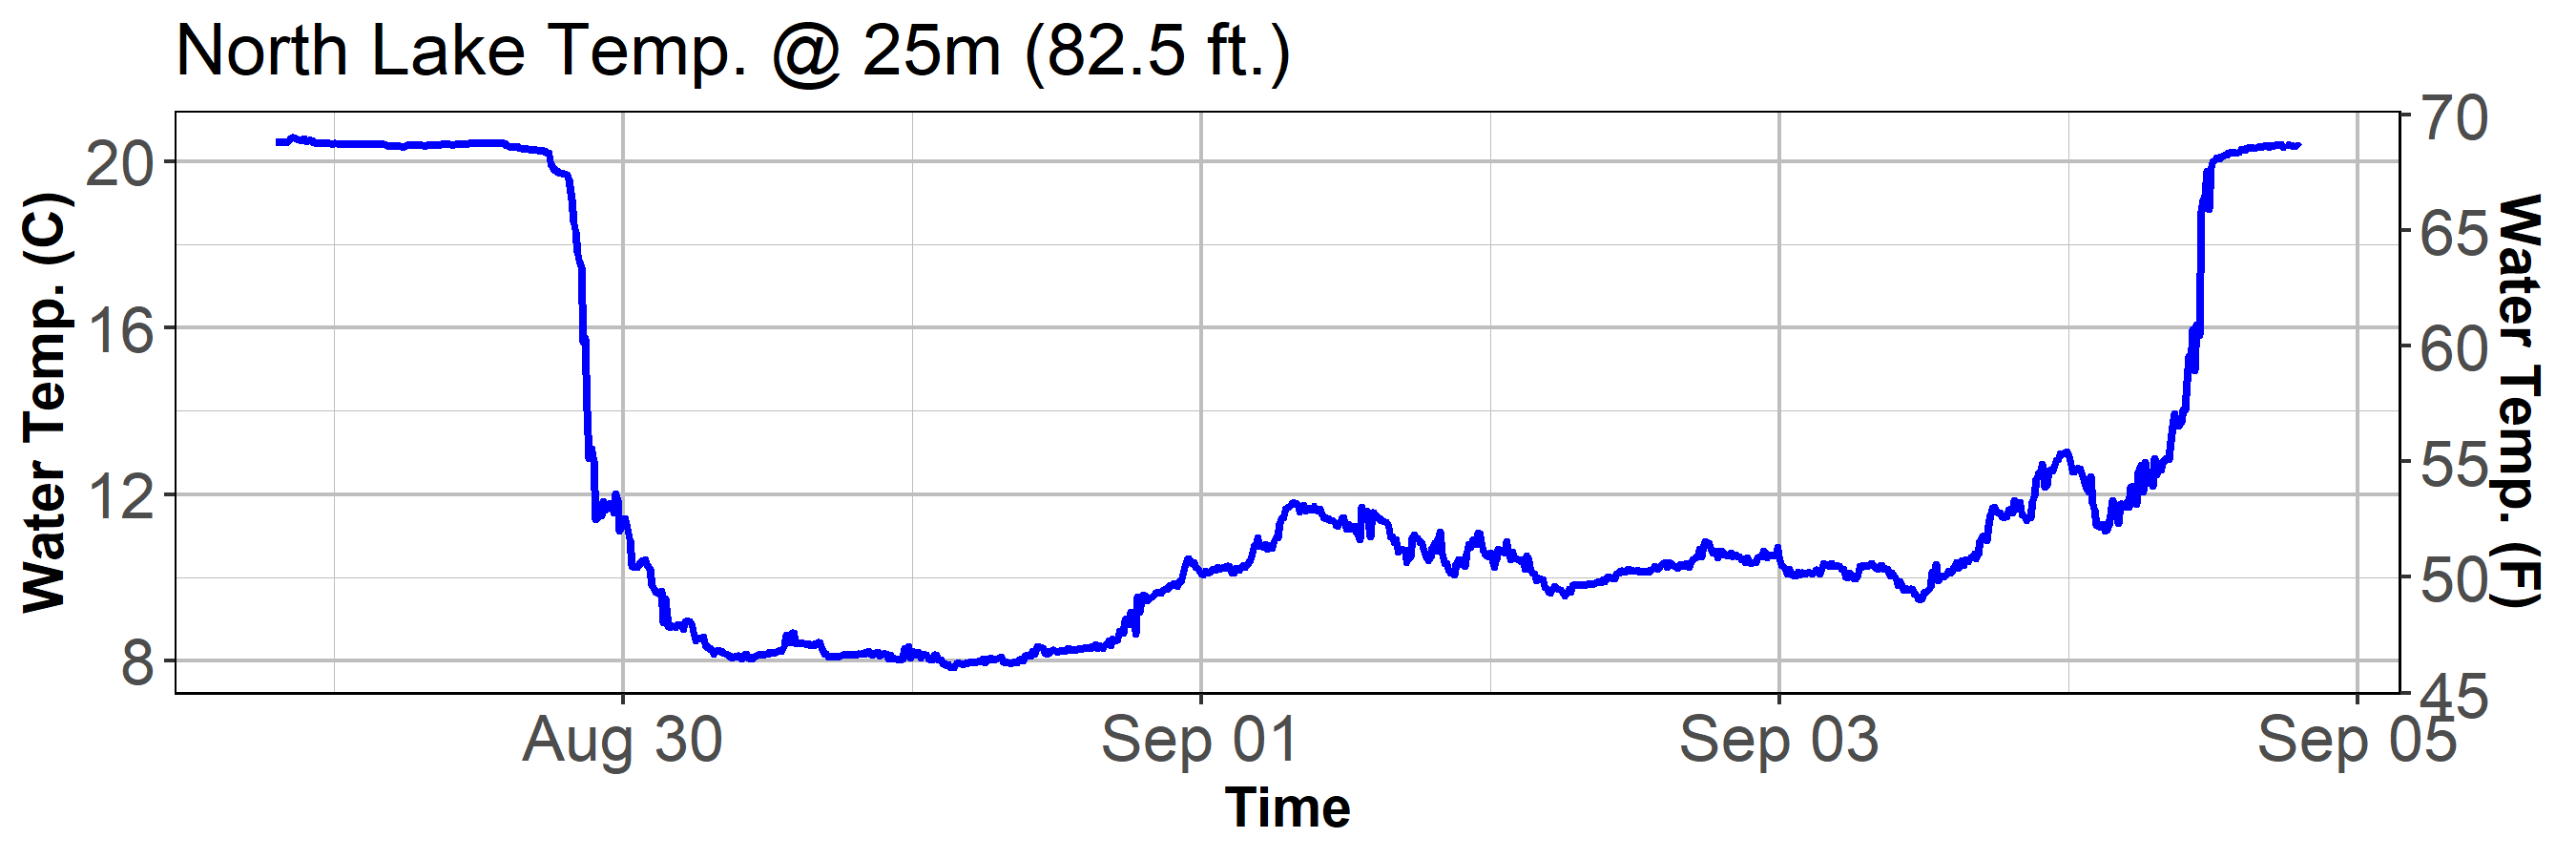 North Lake Temp. @ 25m (82.5 ft.)
Water Temp. (C)
20
16
12
8
70
65
60
55
50
45
Water Temp. (F)
Aug 30
Sep 01
Sep 03
Sep 05
Time